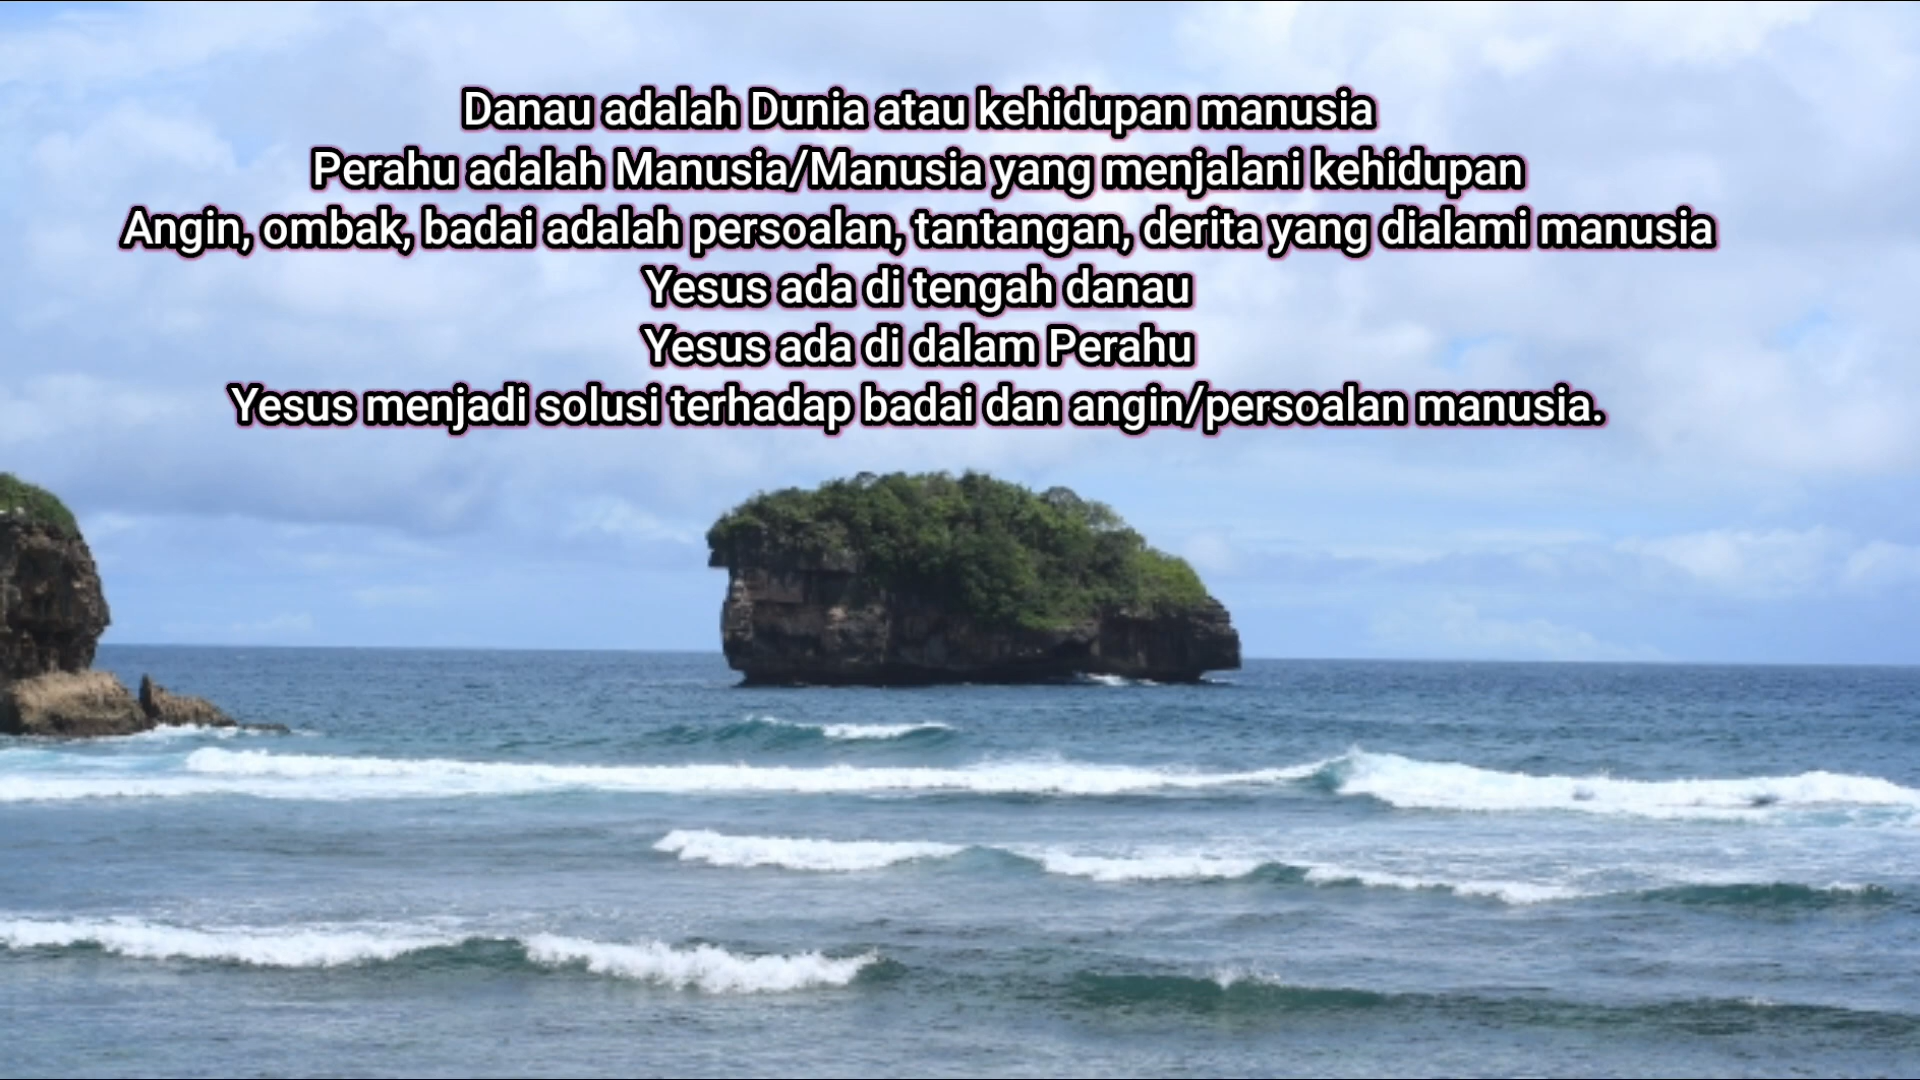 Danau adalah Dunia atau kehidupan manusia
Perahu adalah Manusia/Manusia yang menjalani kehidupan
Angin, ombak, badai adalah persoalan, tantangan, derita yang dialami manusia
Yesus ada di tengah danau
Yesus ada di dalam Perahu
Yesus menjadi solusi terhadap badai dan angin/persoalan manusia.